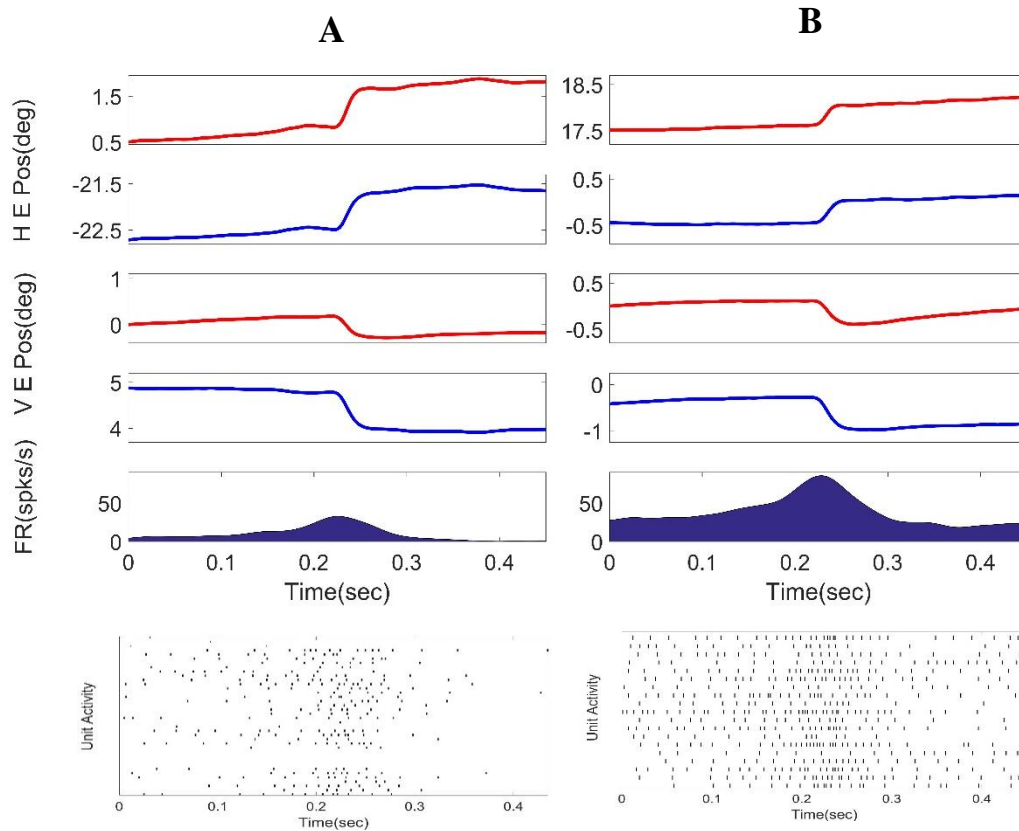 A
B
H E Pos(deg)
1.5
0.5
-21.5
-22.5
V E Pos(deg)
1
0
5
4
FR(spks/s)
50
0
0 0.1 0.2 0.3 0.4
Time(sec)
18.5
17.5
0.5
-0.5
0.5
-0.5
0
-1
50
0
0 0.1 0.2 0.3 0.4
Time(sec)
Unit Activity
0 0.1 0.2 0.3 0.4
Time(sec)
Unit Activity
0 0.1 0.2 0.3 0.4
Time(sec)